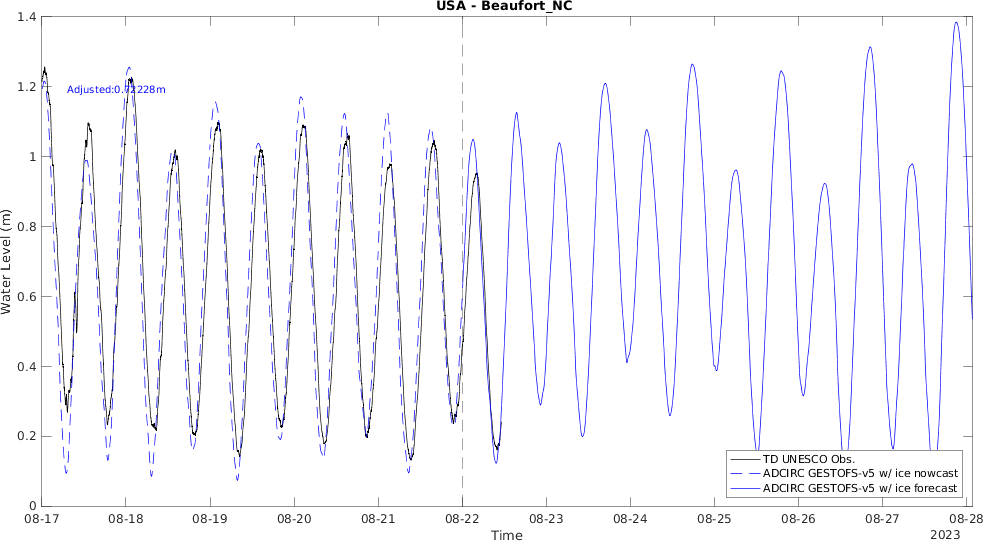 USA - Beaufort_NC
1.4
1.2
1
0.8
0.6
0.4
0.2
0
Water Level (m)
Adjusted:0.72228m
TD UNESCO Obs.
ADCIRC GESTOFS-v5 w/ ice nowcast
ADCIRC GESTOFS-v5 w/ ice forecast
08-17 08-18 08-19 08-20 08-21 08-22 08-23 08-24 08-25 08-26 08-27 08-28
Time
2023